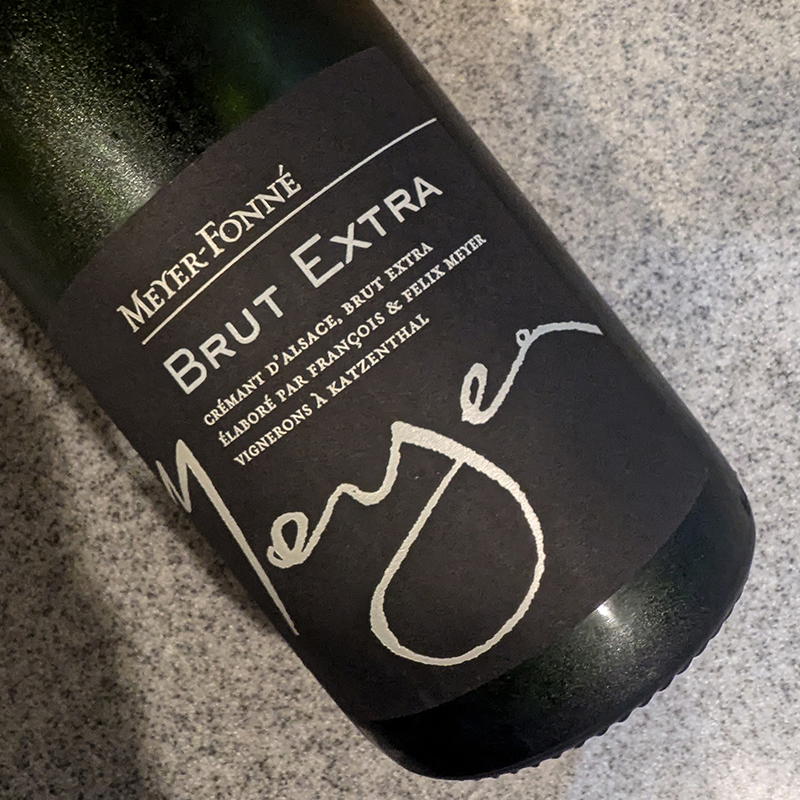 MEYER-FONNÉ
BRUT EXTRA
CRÉMANT D'ALSACE, BRUT EXTRA
ÉLABORÉ PAR FRANÇOIS & FELIX MEYER
VIGNERONS À KATZENTHAL
Meyer